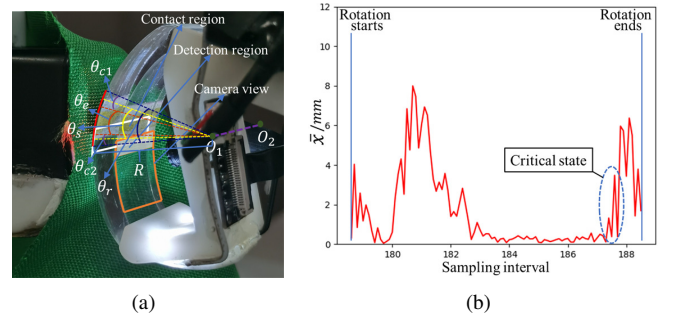 Contact region
Detection region
Camera view
θc1
θe
θs
θc2
θr
R
O1
O2
(a)
x̄/mm
12
10
8
6
4
2
0
Rotation
starts
Rotation
ends
Critical state
180
182
184
186
188
Sampling interval
(b)